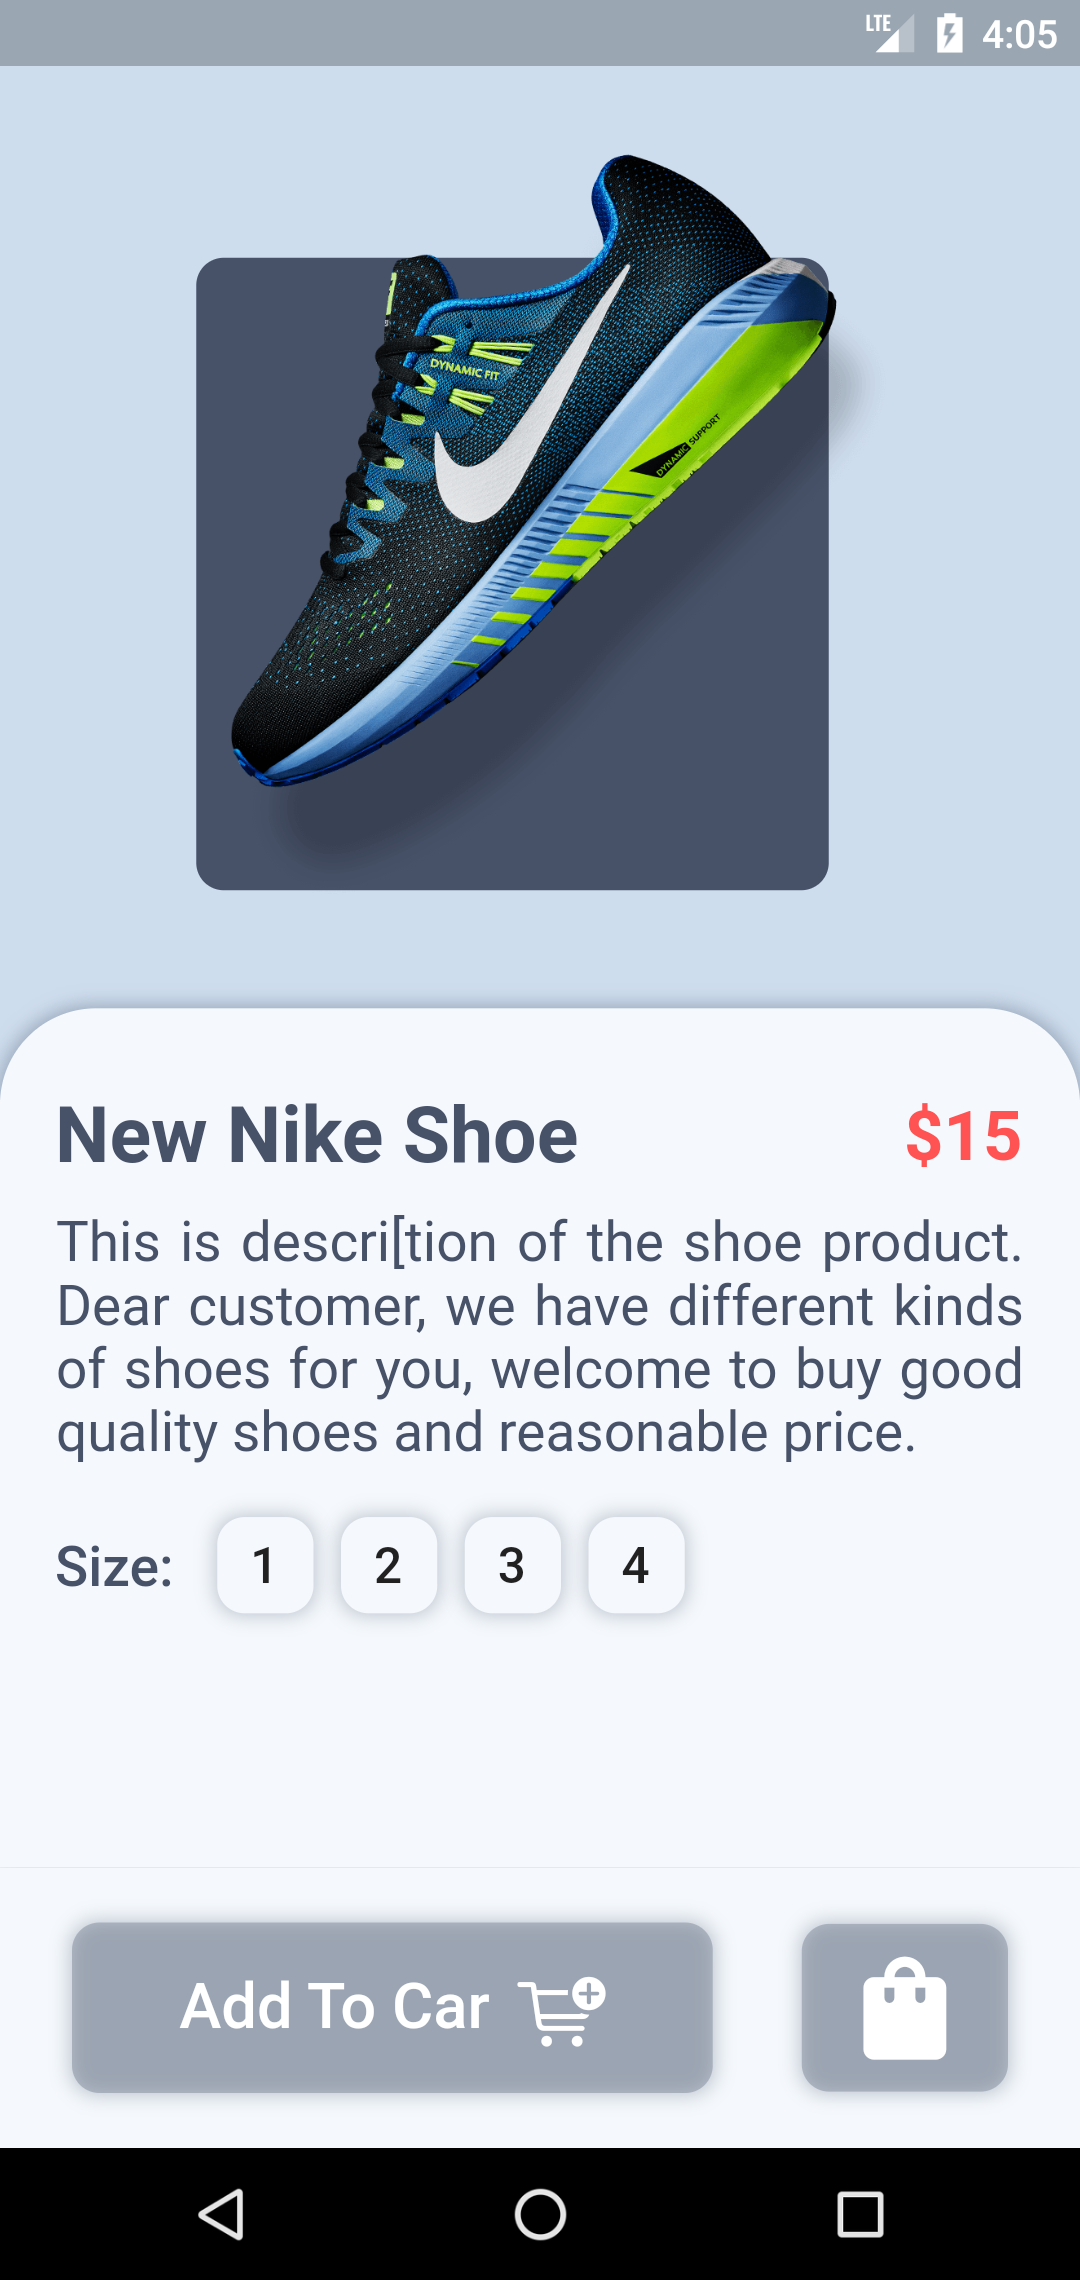 LTE 4:05
DYNAMIC FIT
DYNAMIC SUPPORT
New Nike Shoe $15
This is descri[tion of the shoe product.
Dear customer, we have different kinds
of shoes for you, welcome to buy good
quality shoes and reasonable price.
Size: 1 2 3 4
Add To Car